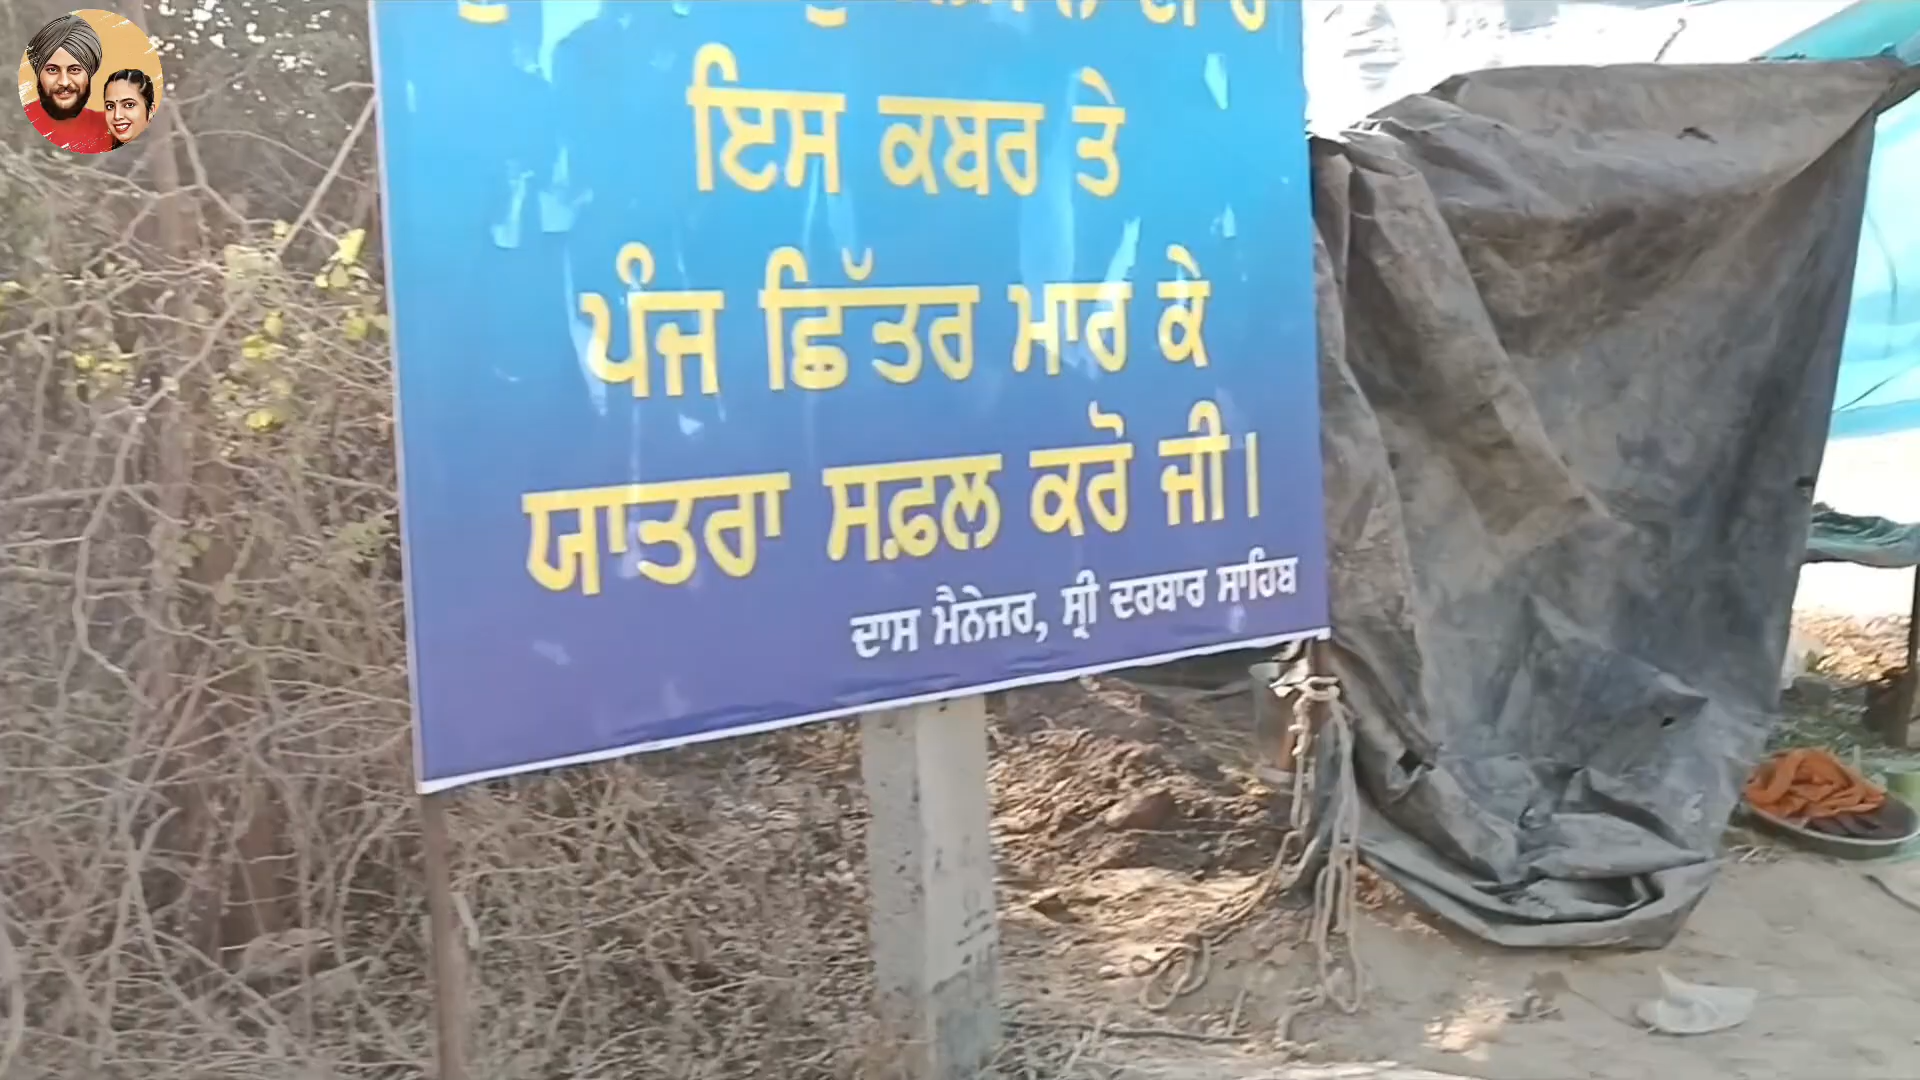 ਇਸ ਕਬਰ ਤੇ
ਪੰਜ ਛਿੱਤਰ ਮਾਰ ਕੇ
ਯਾਤਰਾ ਸਫ਼ਲ ਕਰੋ ਜੀ।
ਦਾਸ ਮੈਨੇਜਰ, ਸ੍ਰੀ ਦਰਬਾਰ ਸਾਹਿਬ